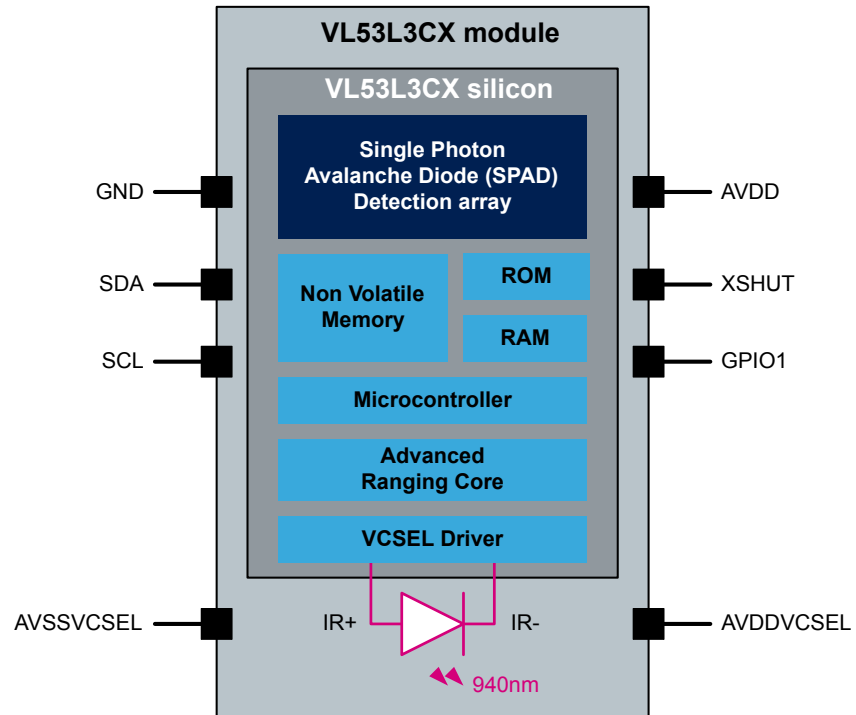 VL53L3CX module
VL53L3CX silicon
Single Photon
Avalanche Diode (SPAD)
Detection array
GND
AVDD
SDA
XSHUT
Non Volatile
Memory
ROM
RAM
SCL
GPIO1
Microcontroller
Advanced
Ranging Core
VCSEL Driver
AVSSVCSEL
IR+
IR-
AVDDVCSEL
940nm